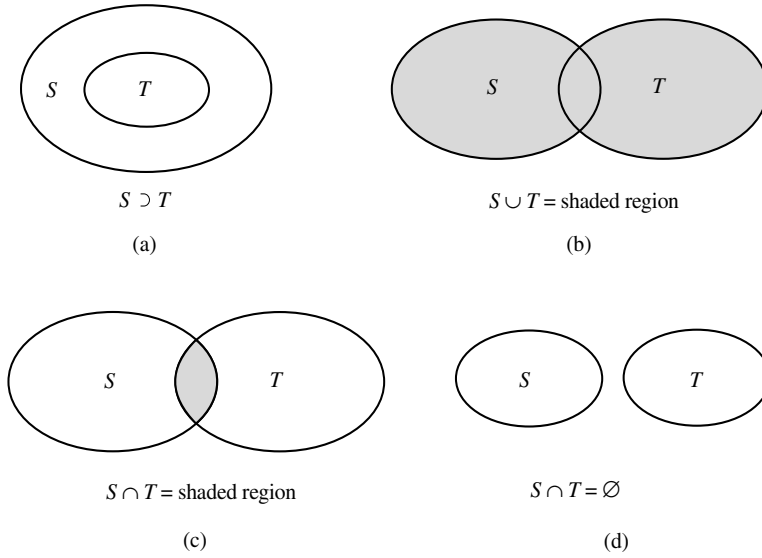 S T
S ⊃ T
(a)
S T
S ∪ T = shaded region
(b)
S T
S ∩ T = shaded region
(c)
S T
S ∩ T = ∅
(d)